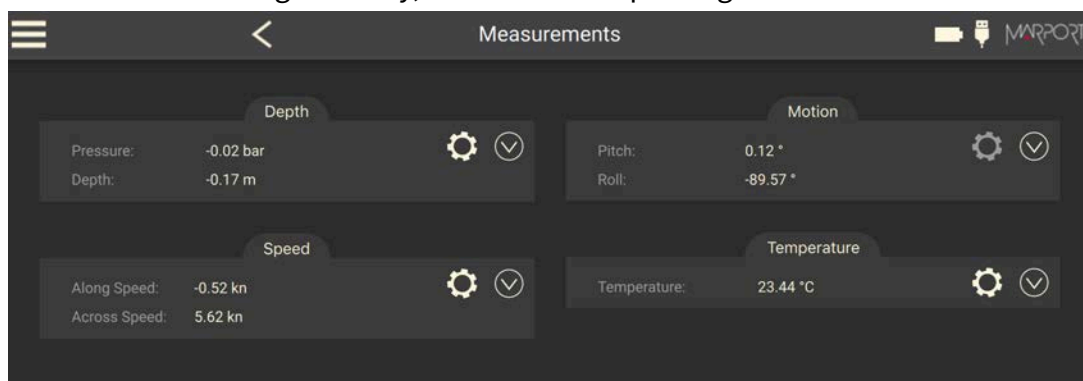 Measurements
MARPORT
Depth
Pressure: -0.02 bar
Depth: -0.17 m
Motion
Pitch: 0.12 °
Roll: -89.57 °
Speed
Along Speed: -0.52 kn
Across Speed: 5.62 kn
Temperature
Temperature: 23.44 °C